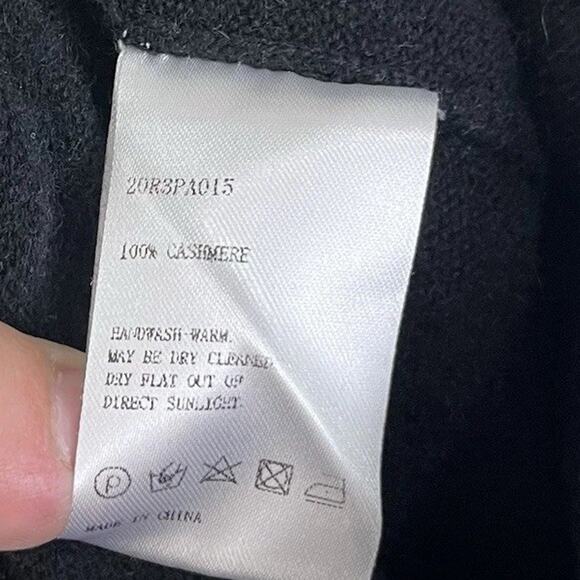 20R3PA015
100% CASHMERE
HANDWASH-WARM.
MAY BE DRY CLEANED
DRY FLAT OUT OF
DIRECT SUNLIGHT.
P
MADE IN CHINA